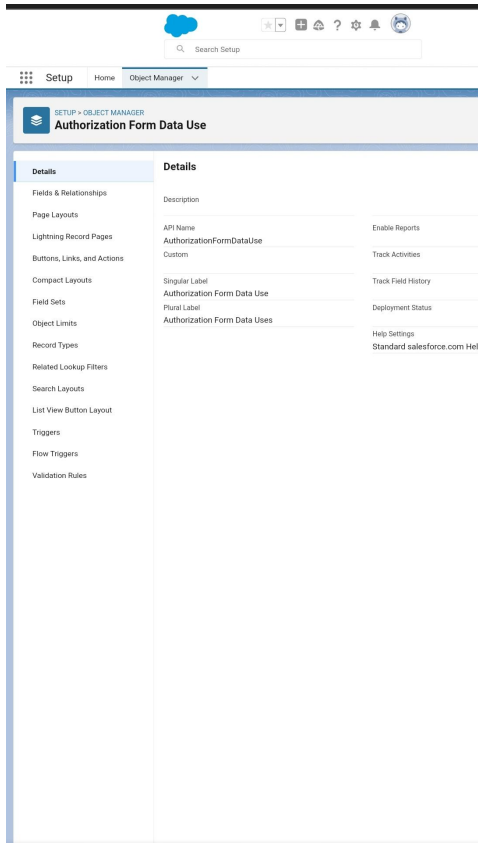 Search Setup
Setup Home Object Manager
SETUP > OBJECT MANAGER
Authorization Form Data Use
Details
Fields & Relationships
Page Layouts
Lightning Record Pages
Buttons, Links, and Actions
Compact Layouts
Field Sets
Object Limits
Record Types
Related Lookup Filters
Search Layouts
List View Button Layout
Triggers
Flow Triggers
Validation Rules
Details
Description
API Name
AuthorizationFormDataUse
Custom
Singular Label
Authorization Form Data Use
Plural Label
Authorization Form Data Uses
Enable Reports
Track Activities
Track Field History
Deployment Status
Help Settings
Standard salesforce.com Hel